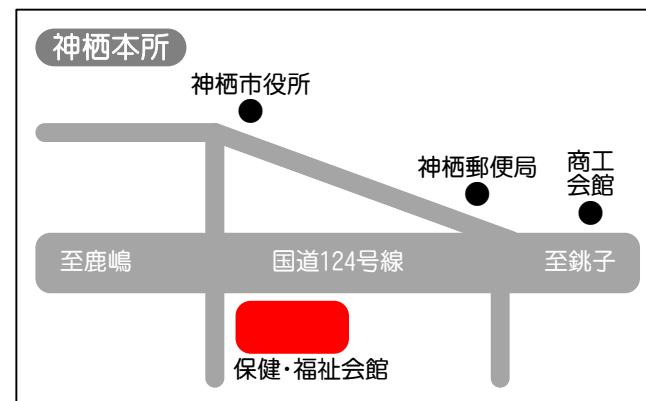 神栖本所
神栖市役所
神栖郵便局
商工
会館
至鹿嶋
国道124号線
至銚子
保健・福祉会館